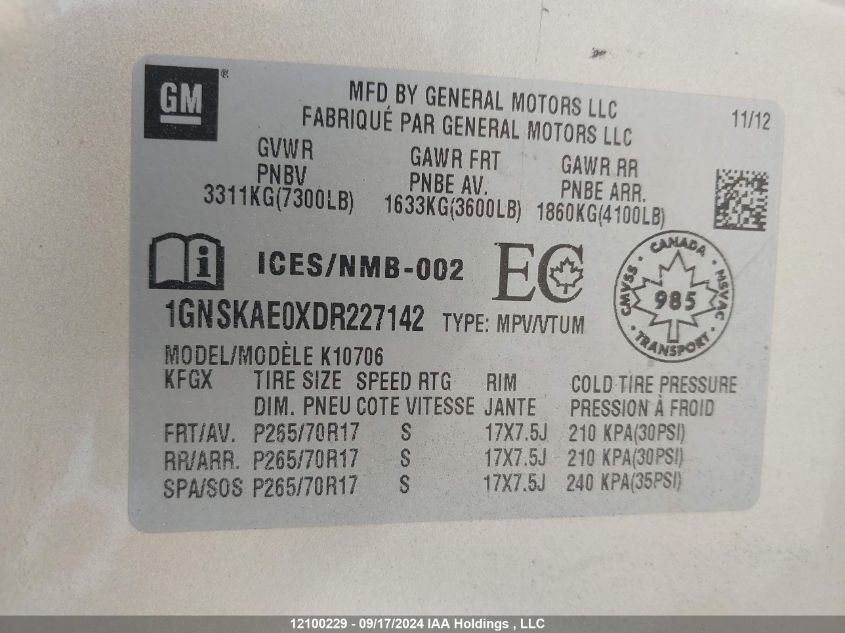 GM ®
MFD BY GENERAL MOTORS LLC
FABRIQUÉ PAR GENERAL MOTORS LLC
11/12
GVWR GAWR FRT GAWR RR
PNBV PNBE AV. PNBE ARR.
3311KG(7300LB) 1633KG(3600LB) 1860KG(4100LB)
i ICES/NMB-002 EC
CANADA
CMVSS 985 MSVAC
TRANSPORT
1GNSKAE0XDR227142 TYPE: MPV/VTUM
MODEL/MODÈLE K10706
KFGX TIRE SIZE SPEED RTG RIM COLD TIRE PRESSURE
DIM. PNEU COTE VITESSE JANTE PRESSION À FROID
FRT/AV. P265/70R17 S 17X7.5J 210 KPA(30PSI)
RR/ARR. P265/70R17 S 17X7.5J 210 KPA(30PSI)
SPA/SOS P265/70R17 S 17X7.5J 240 KPA(35PSI)
12100229 - 09/17/2024 IAA Holdings , LLC